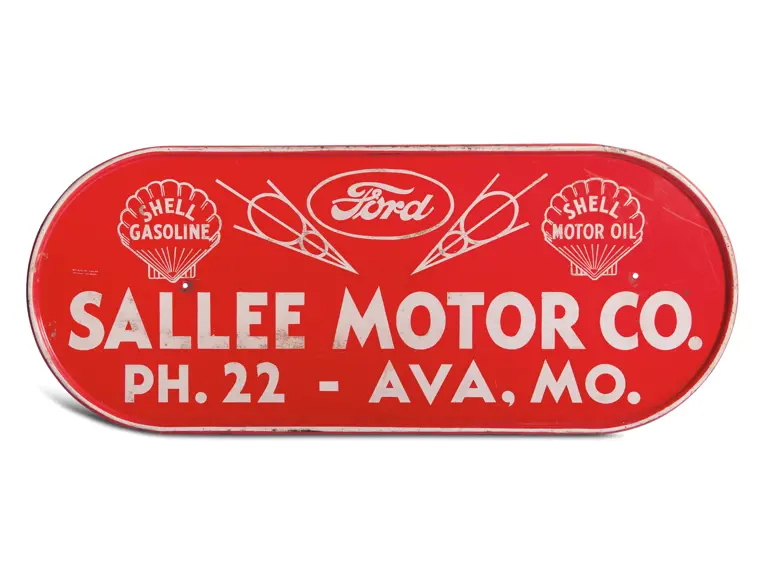 Ford
SHELL
GASOLINE
SHELL
MOTOR OIL
SALLEE MOTOR CO.
PH. 22 - AVA, MO.